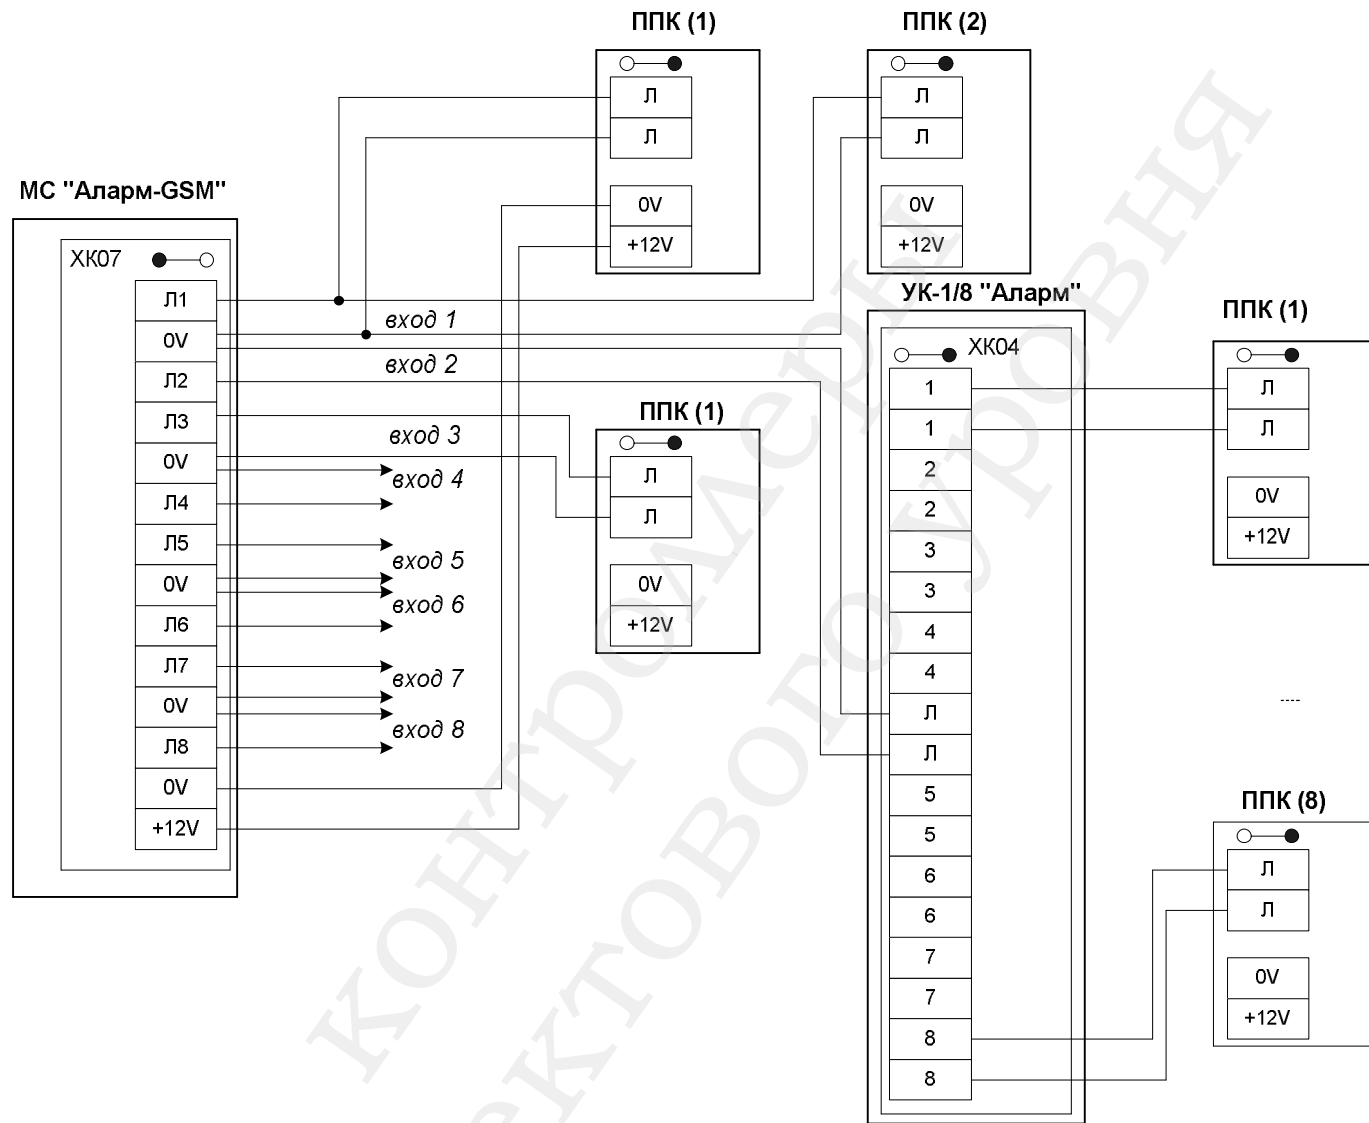 ППК (1)
Л
Л
0V
+12V
ППК (2)
Л
Л
0V
+12V
МС "Аларм-GSM"
ХК07
Л1
0V
Л2
Л3
0V
Л4
Л5
0V
Л6
Л7
0V
Л8
0V
+12V
вход 1
вход 2
вход 3
вход 4
вход 5
вход 6
вход 7
вход 8
ППК (1)
Л
Л
0V
+12V
УК-1/8 "Аларм"
ХК04
1
1
2
2
3
3
4
4
Л
Л
5
5
6
6
7
7
8
8
ППК (1)
Л
Л
0V
+12V
----
ППК (8)
Л
Л
0V
+12V
контроллеры
уровня